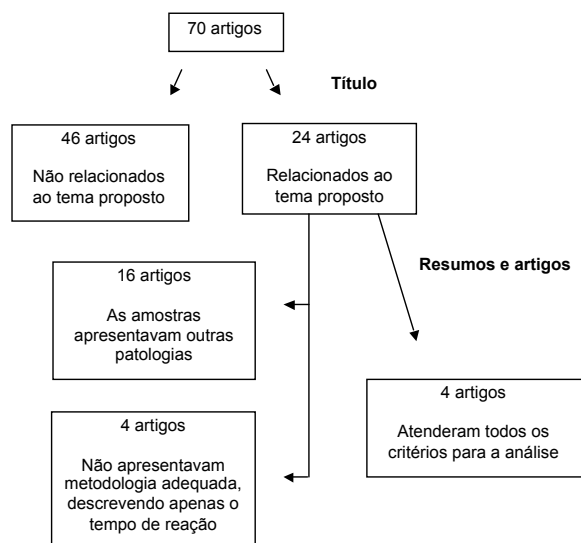 70 artigos
Título
46 artigos
Não relacionados
ao tema proposto
24 artigos
Relacionados ao
tema proposto
Resumos e artigos
16 artigos
As amostras
apresentavam outras
patologias
4 artigos
Atenderam todos os
critérios para a análise
4 artigos
Não apresentavam
metodologia adequada,
descrevendo apenas o
tempo de reação